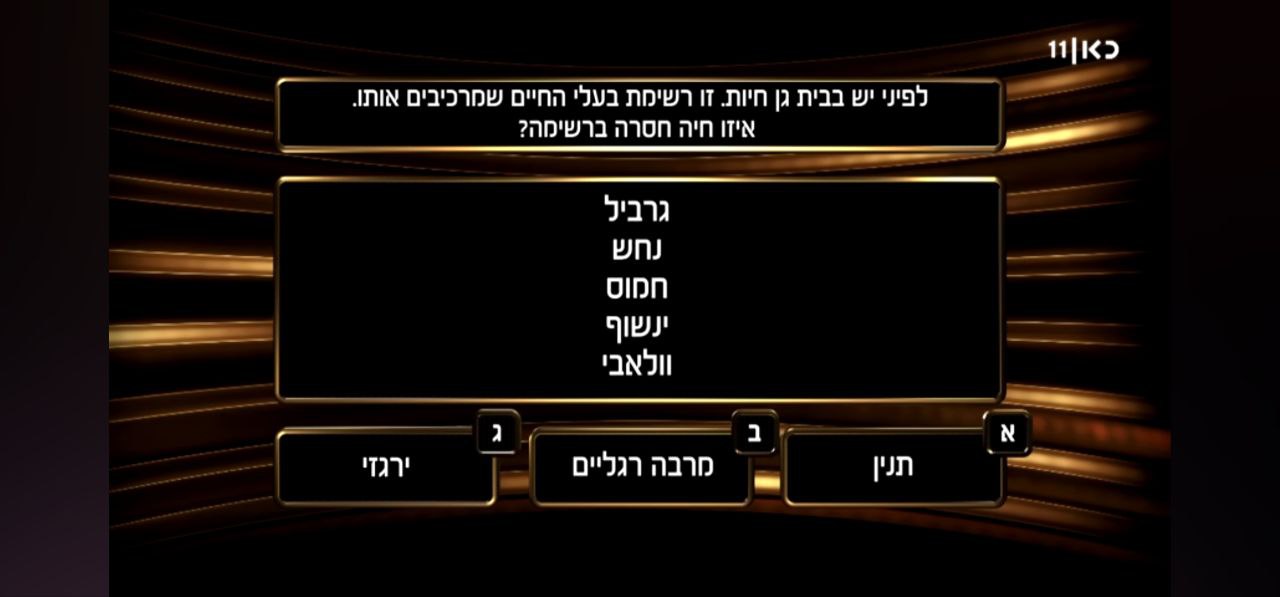 כאן|11
לפיני יש בבית גן חיות. זו רשימת בעלי החיים שמרכיבים אותו.
איזו חיה חסרה ברשימה?
גרביל
נחש
חמוס
ינשוף
וולאבי
א
תנין
ב
מרבה רגליים
ג
ירגזי